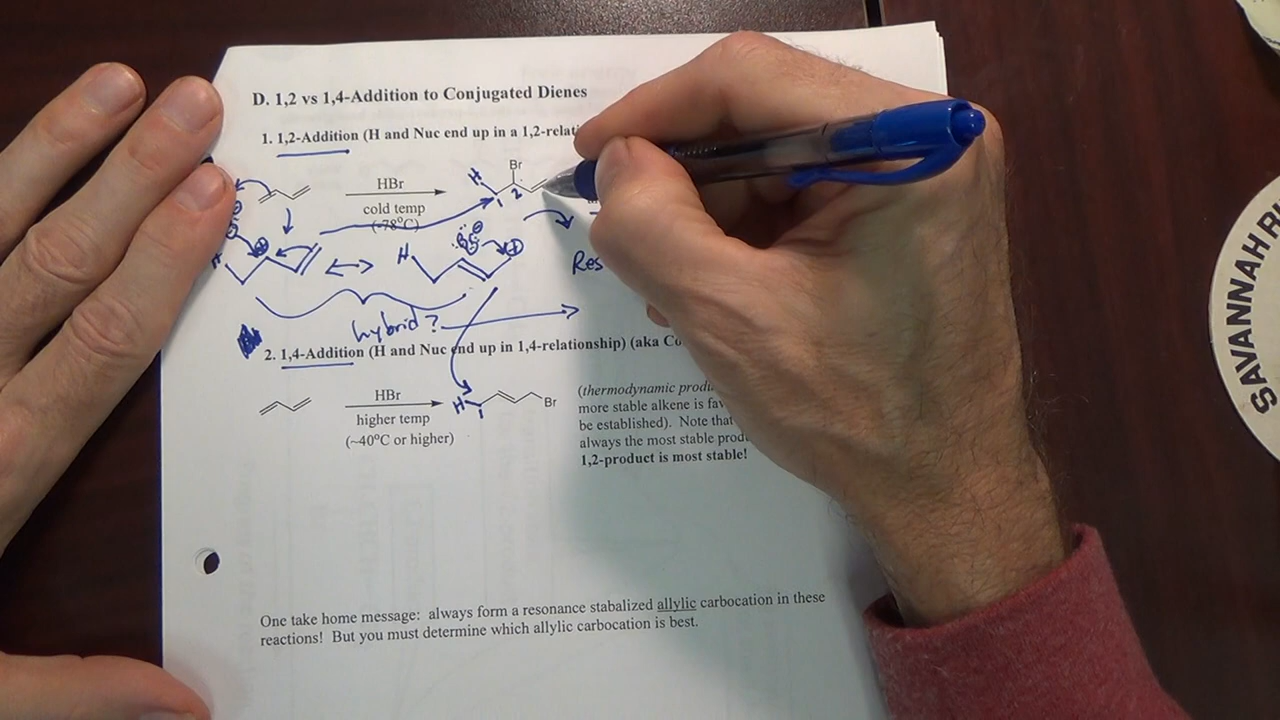 D. 1,2 vs 1,4-Addition to Conjugated Dienes
1. 1,2-Addition (H and Nuc end up in a 1,2-relati
HBr
cold temp
(-78°C)
H
Br
1 2
H
H
Br
Res
hybrid?
2. 1,4-Addition (H and Nuc end up in 1,4-relationship) (aka Co
HBr
higher temp
(~40°C or higher)
H
1
Br
(thermodynamic produ
more stable alkene is fav
be established). Note that
always the most stable prod
1,2-product is most stable!
One take home message: always form a resonance stabalized allylic carbocation in these
reactions! But you must determine which allylic carbocation is best.
SAVANNAH RI